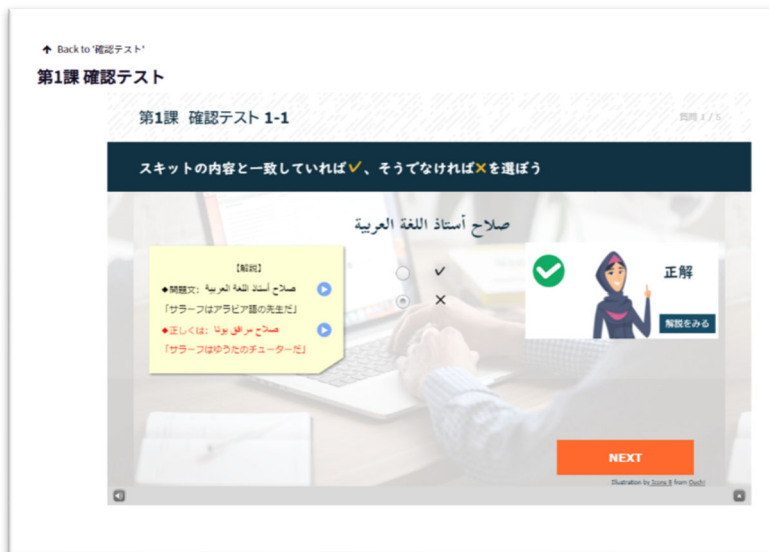 ↑ Back to '確認テスト'
第1課 確認テスト
第1課 確認テスト 1-1
質問 1 / 5
スキットの内容と一致していれば✓、そうでなければ✕を選ぼう
صلاح أستاذ اللغة العربية
【解説】
◆問題文: صلاح أستاذ اللغة العربية
「サラーフはアラビア語の先生だ」
◆正しくは: صلاح مرافق يوتا
「サラーフはゆうたのチューターだ」
✓
✕
正解
解説をみる
NEXT
Illustration by Icons 8 from Ouch!